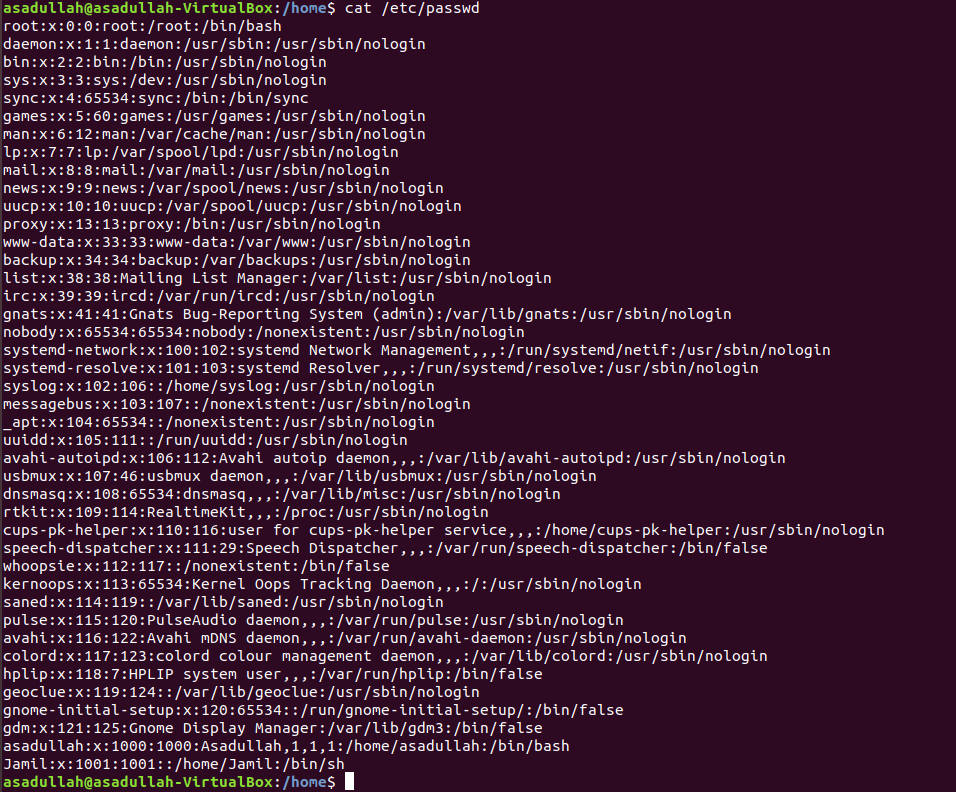 asadullah@asadullah-VirtualBox:/home$ cat /etc/passwd
root:x:0:0:root:/root:/bin/bash
daemon:x:1:1:daemon:/usr/sbin:/usr/sbin/nologin
bin:x:2:2:bin:/bin:/usr/sbin/nologin
sys:x:3:3:sys:/dev:/usr/sbin/nologin
sync:x:4:65534:sync:/bin:/bin/sync
games:x:5:60:games:/usr/games:/usr/sbin/nologin
man:x:6:12:man:/var/cache/man:/usr/sbin/nologin
lp:x:7:7:lp:/var/spool/lpd:/usr/sbin/nologin
mail:x:8:8:mail:/var/mail:/usr/sbin/nologin
news:x:9:9:news:/var/spool/news:/usr/sbin/nologin
uucp:x:10:10:uucp:/var/spool/uucp:/usr/sbin/nologin
proxy:x:13:13:proxy:/bin:/usr/sbin/nologin
www-data:x:33:33:www-data:/var/www:/usr/sbin/nologin
backup:x:34:34:backup:/var/backups:/usr/sbin/nologin
list:x:38:38:Mailing List Manager:/var/list:/usr/sbin/nologin
irc:x:39:39:ircd:/var/run/ircd:/usr/sbin/nologin
gnats:x:41:41:Gnats Bug-Reporting System (admin):/var/lib/gnats:/usr/sbin/nologin
nobody:x:65534:65534:nobody:/nonexistent:/usr/sbin/nologin
systemd-network:x:100:102:systemd Network Management,,,:/run/systemd/netif:/usr/sbin/nologin
systemd-resolve:x:101:103:systemd Resolver,,,:/run/systemd/resolve:/usr/sbin/nologin
syslog:x:102:106::/home/syslog:/usr/sbin/nologin
messagebus:x:103:107::/nonexistent:/usr/sbin/nologin
_apt:x:104:65534::/nonexistent:/usr/sbin/nologin
uuidd:x:105:111::/run/uuidd:/usr/sbin/nologin
avahi-autoipd:x:106:112:Avahi autoip daemon,,,:/var/lib/avahi-autoipd:/usr/sbin/nologin
usbmux:x:107:46:usbmux daemon,,,:/var/lib/usbmux:/usr/sbin/nologin
dnsmasq:x:108:65534:dnsmasq,,,:/var/lib/misc:/usr/sbin/nologin
rtkit:x:109:114:RealtimeKit,,,:/proc:/usr/sbin/nologin
cups-pk-helper:x:110:116:user for cups-pk-helper service,,,:/home/cups-pk-helper:/usr/sbin/nologin
speech-dispatcher:x:111:29:Speech Dispatcher,,,:/var/run/speech-dispatcher:/bin/false
whoopsie:x:112:117::/nonexistent:/bin/false
kernoops:x:113:65534:Kernel Oops Tracking Daemon,,,:/:/usr/sbin/nologin
saned:x:114:119::/var/lib/saned:/usr/sbin/nologin
pulse:x:115:120:PulseAudio daemon,,,:/var/run/pulse:/usr/sbin/nologin
avahi:x:116:122:Avahi mDNS daemon,,,:/var/run/avahi-daemon:/usr/sbin/nologin
colord:x:117:123:colord colour management daemon,,,:/var/lib/colord:/usr/sbin/nologin
hplip:x:118:7:HPLIP system user,,,:/var/run/hplip:/bin/false
geoclue:x:119:124::/var/lib/geoclue:/usr/sbin/nologin
gnome-initial-setup:x:120:65534::/run/gnome-initial-setup/:/bin/false
gdm:x:121:125:Gnome Display Manager:/var/lib/gdm3:/bin/false
asadullah:x:1000:1000:Asadullah,1,1,1:/home/asadullah:/bin/bash
Jamil:x:1001:1001::/home/Jamil:/bin/sh
asadullah@asadullah-VirtualBox:/home$